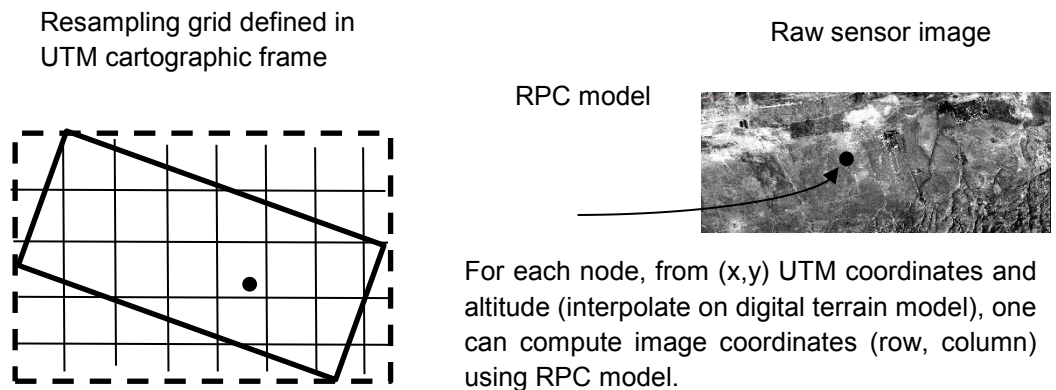 Resampling grid defined in
UTM cartographic frame
Raw sensor image
RPC model
For each node, from (x,y) UTM coordinates and
altitude (interpolate on digital terrain model), one
can compute image coordinates (row, column)
using RPC model.